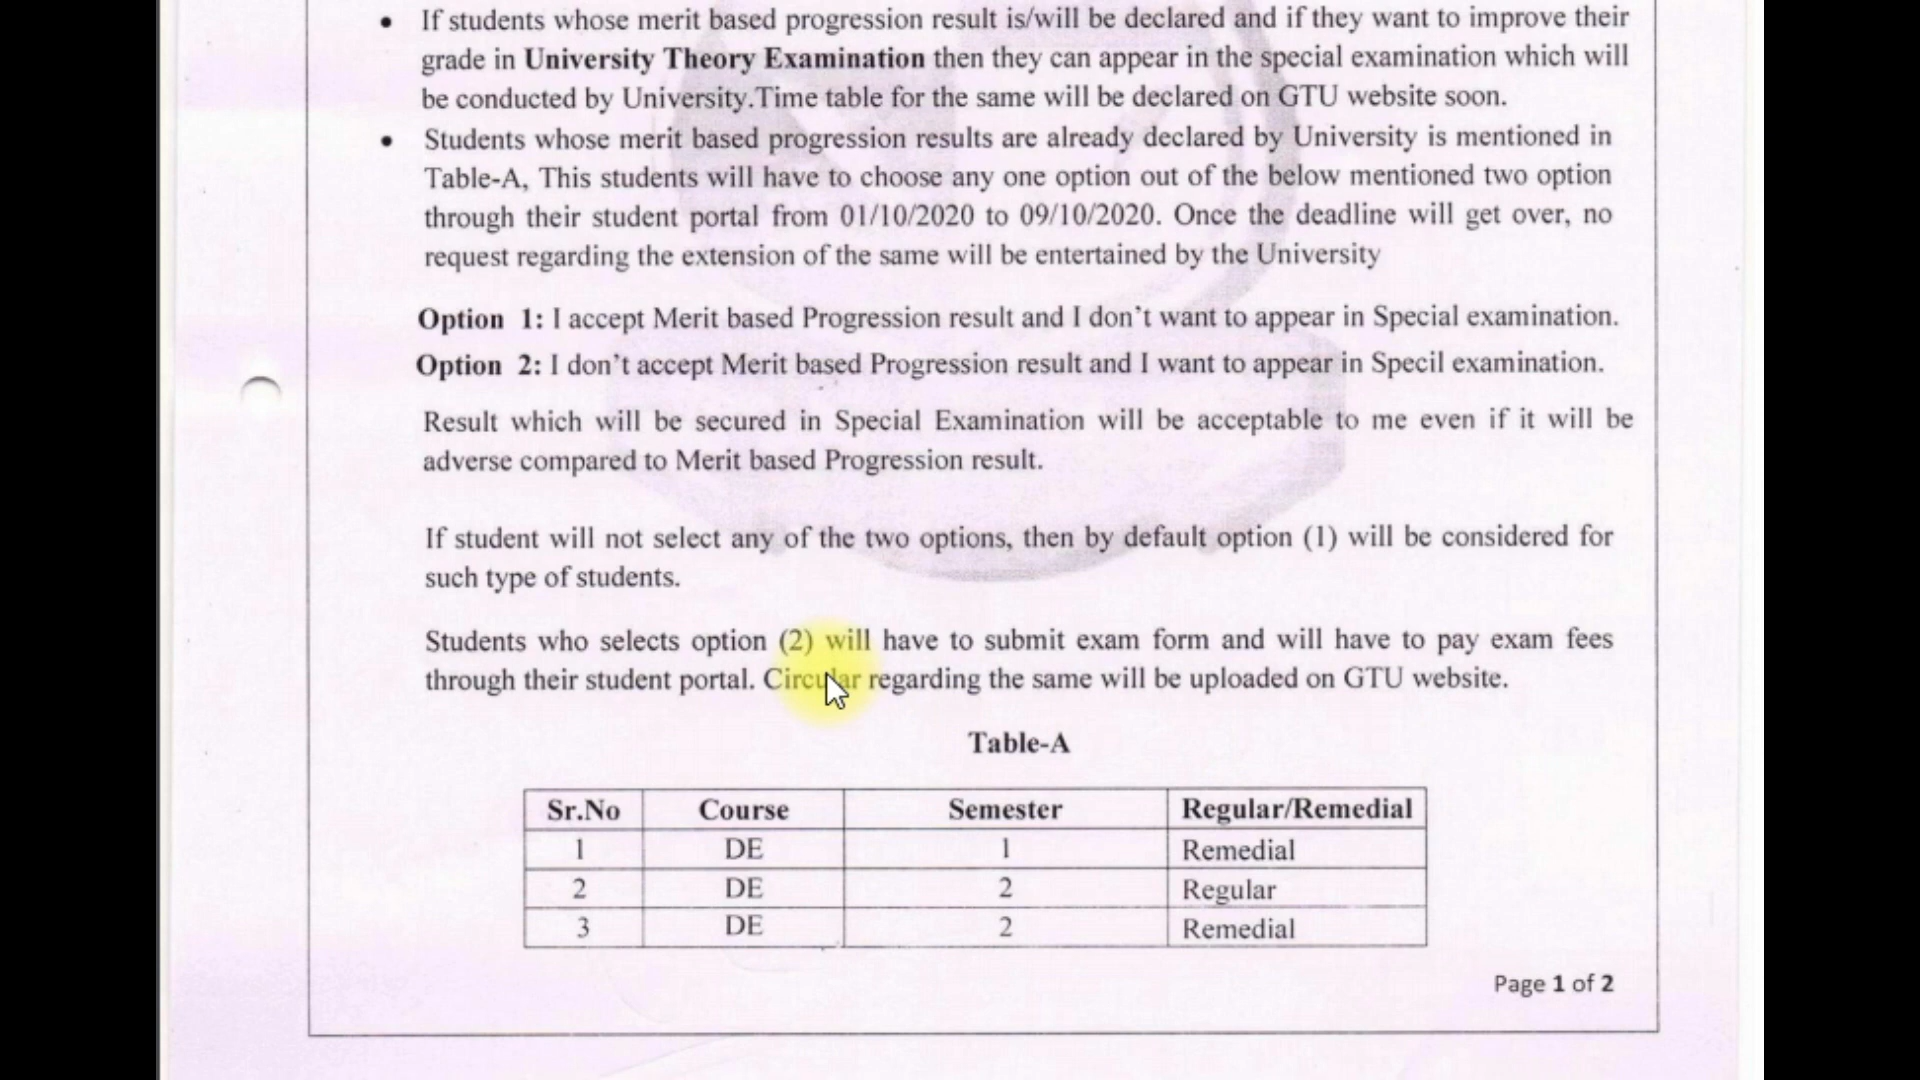 • If students whose merit based progression result is/will be declared and if they want to improve their
grade in University Theory Examination then they can appear in the special examination which will
be conducted by University.Time table for the same will be declared on GTU website soon.
• Students whose merit based progression results are already declared by University is mentioned in
Table-A, This students will have to choose any one option out of the below mentioned two option
through their student portal from 01/10/2020 to 09/10/2020. Once the deadline will get over, no
request regarding the extension of the same will be entertained by the University
Option 1: I accept Merit based Progression result and I don't want to appear in Special examination.
Option 2: I don't accept Merit based Progression result and I want to appear in Specil examination.
Result which will be secured in Special Examination will be acceptable to me even if it will be
adverse compared to Merit based Progression result.
If student will not select any of the two options, then by default option (1) will be considered for
such type of students.
Students who selects option (2) will have to submit exam form and will have to pay exam fees
through their student portal. Circular regarding the same will be uploaded on GTU website.
Table-A
Sr.No Course Semester Regular/Remedial
1 DE 1 Remedial
2 DE 2 Regular
3 DE 2 Remedial
Page 1 of 2